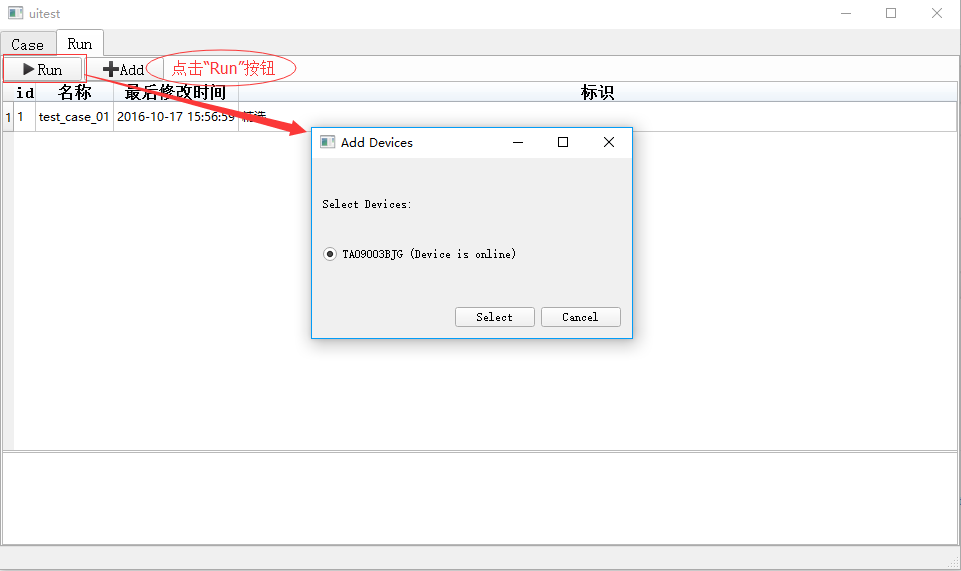 uitest
Case Run
Run Add 点击“Run”按钮
id 名称 最后修改时间 标识
1 1 test_case_01 2016-10-17 15:56:59 精选
Add Devices
Select Devices:
TA09003BJG (Device is online)
Select Cancel